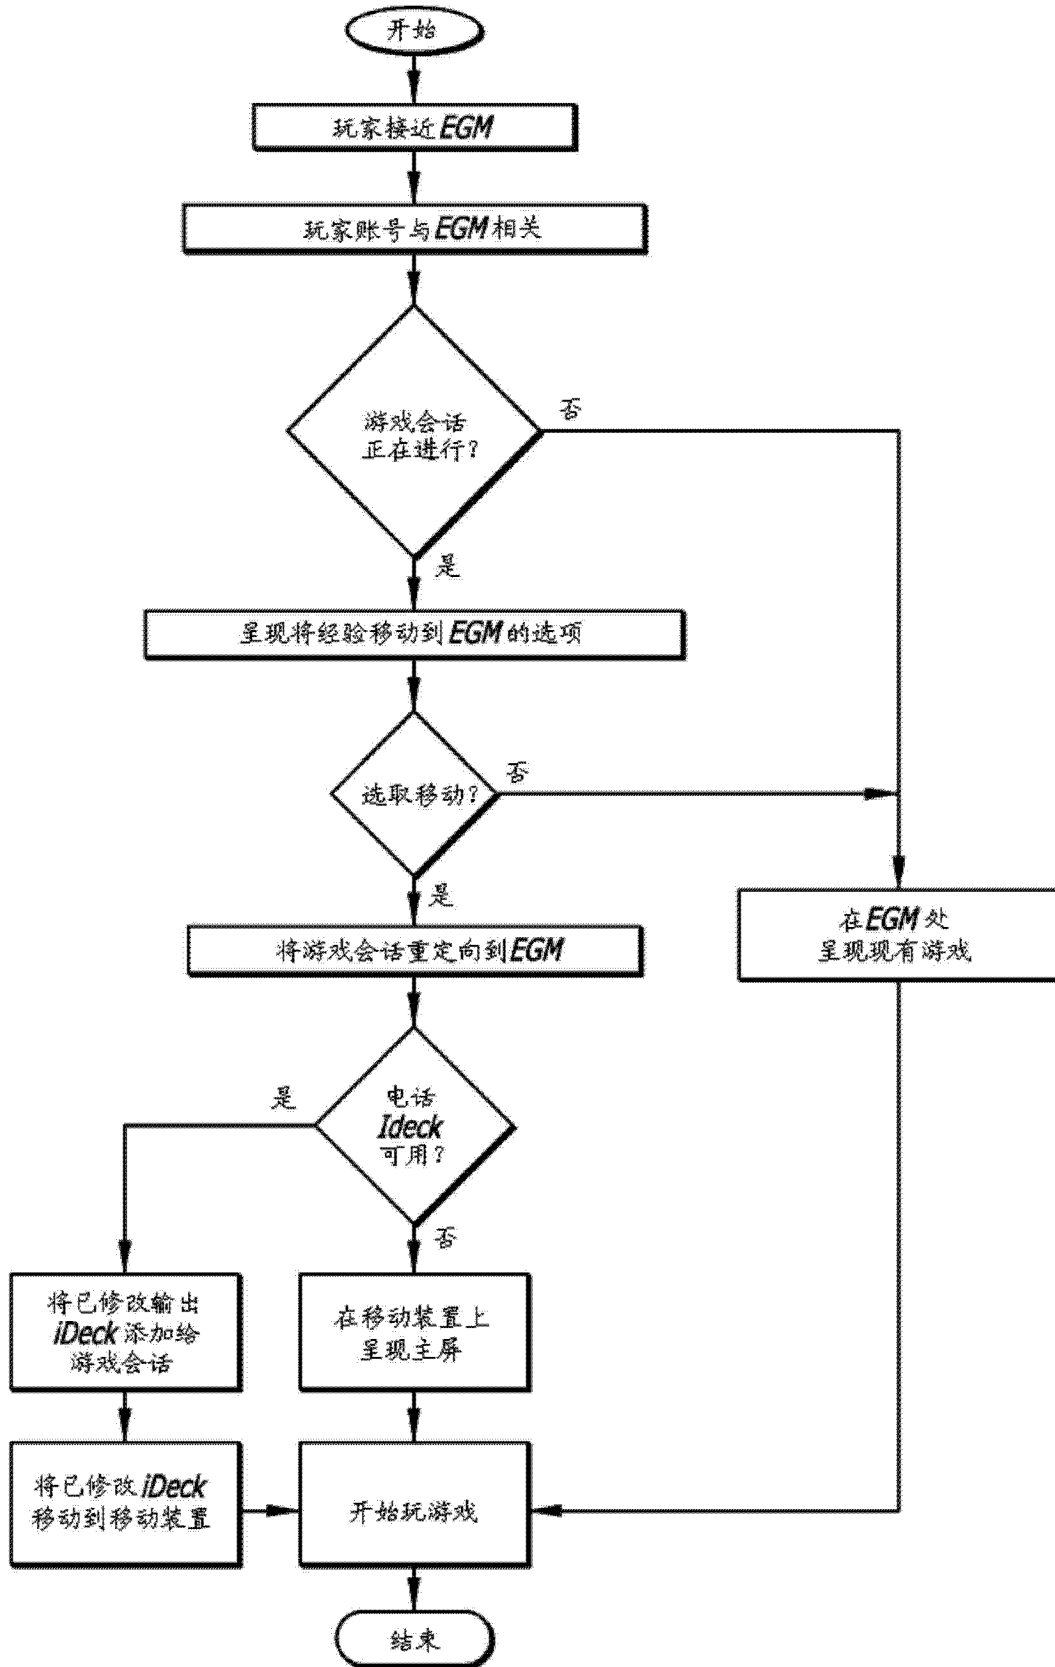 开始
玩家接近EGM
玩家账号与EGM相关
游戏会话
正在进行?
否
是
呈现将经验移动到EGM的选项
选取移动?
否
是
在EGM处
呈现现有游戏
将游戏会话重定向到EGM
电话
Ideck
可用?
是
否
将已修改输出
iDeck添加给
游戏会话
在移动装置上
呈现主屏
将已修改iDeck
移动到移动装置
开始玩游戏
结束